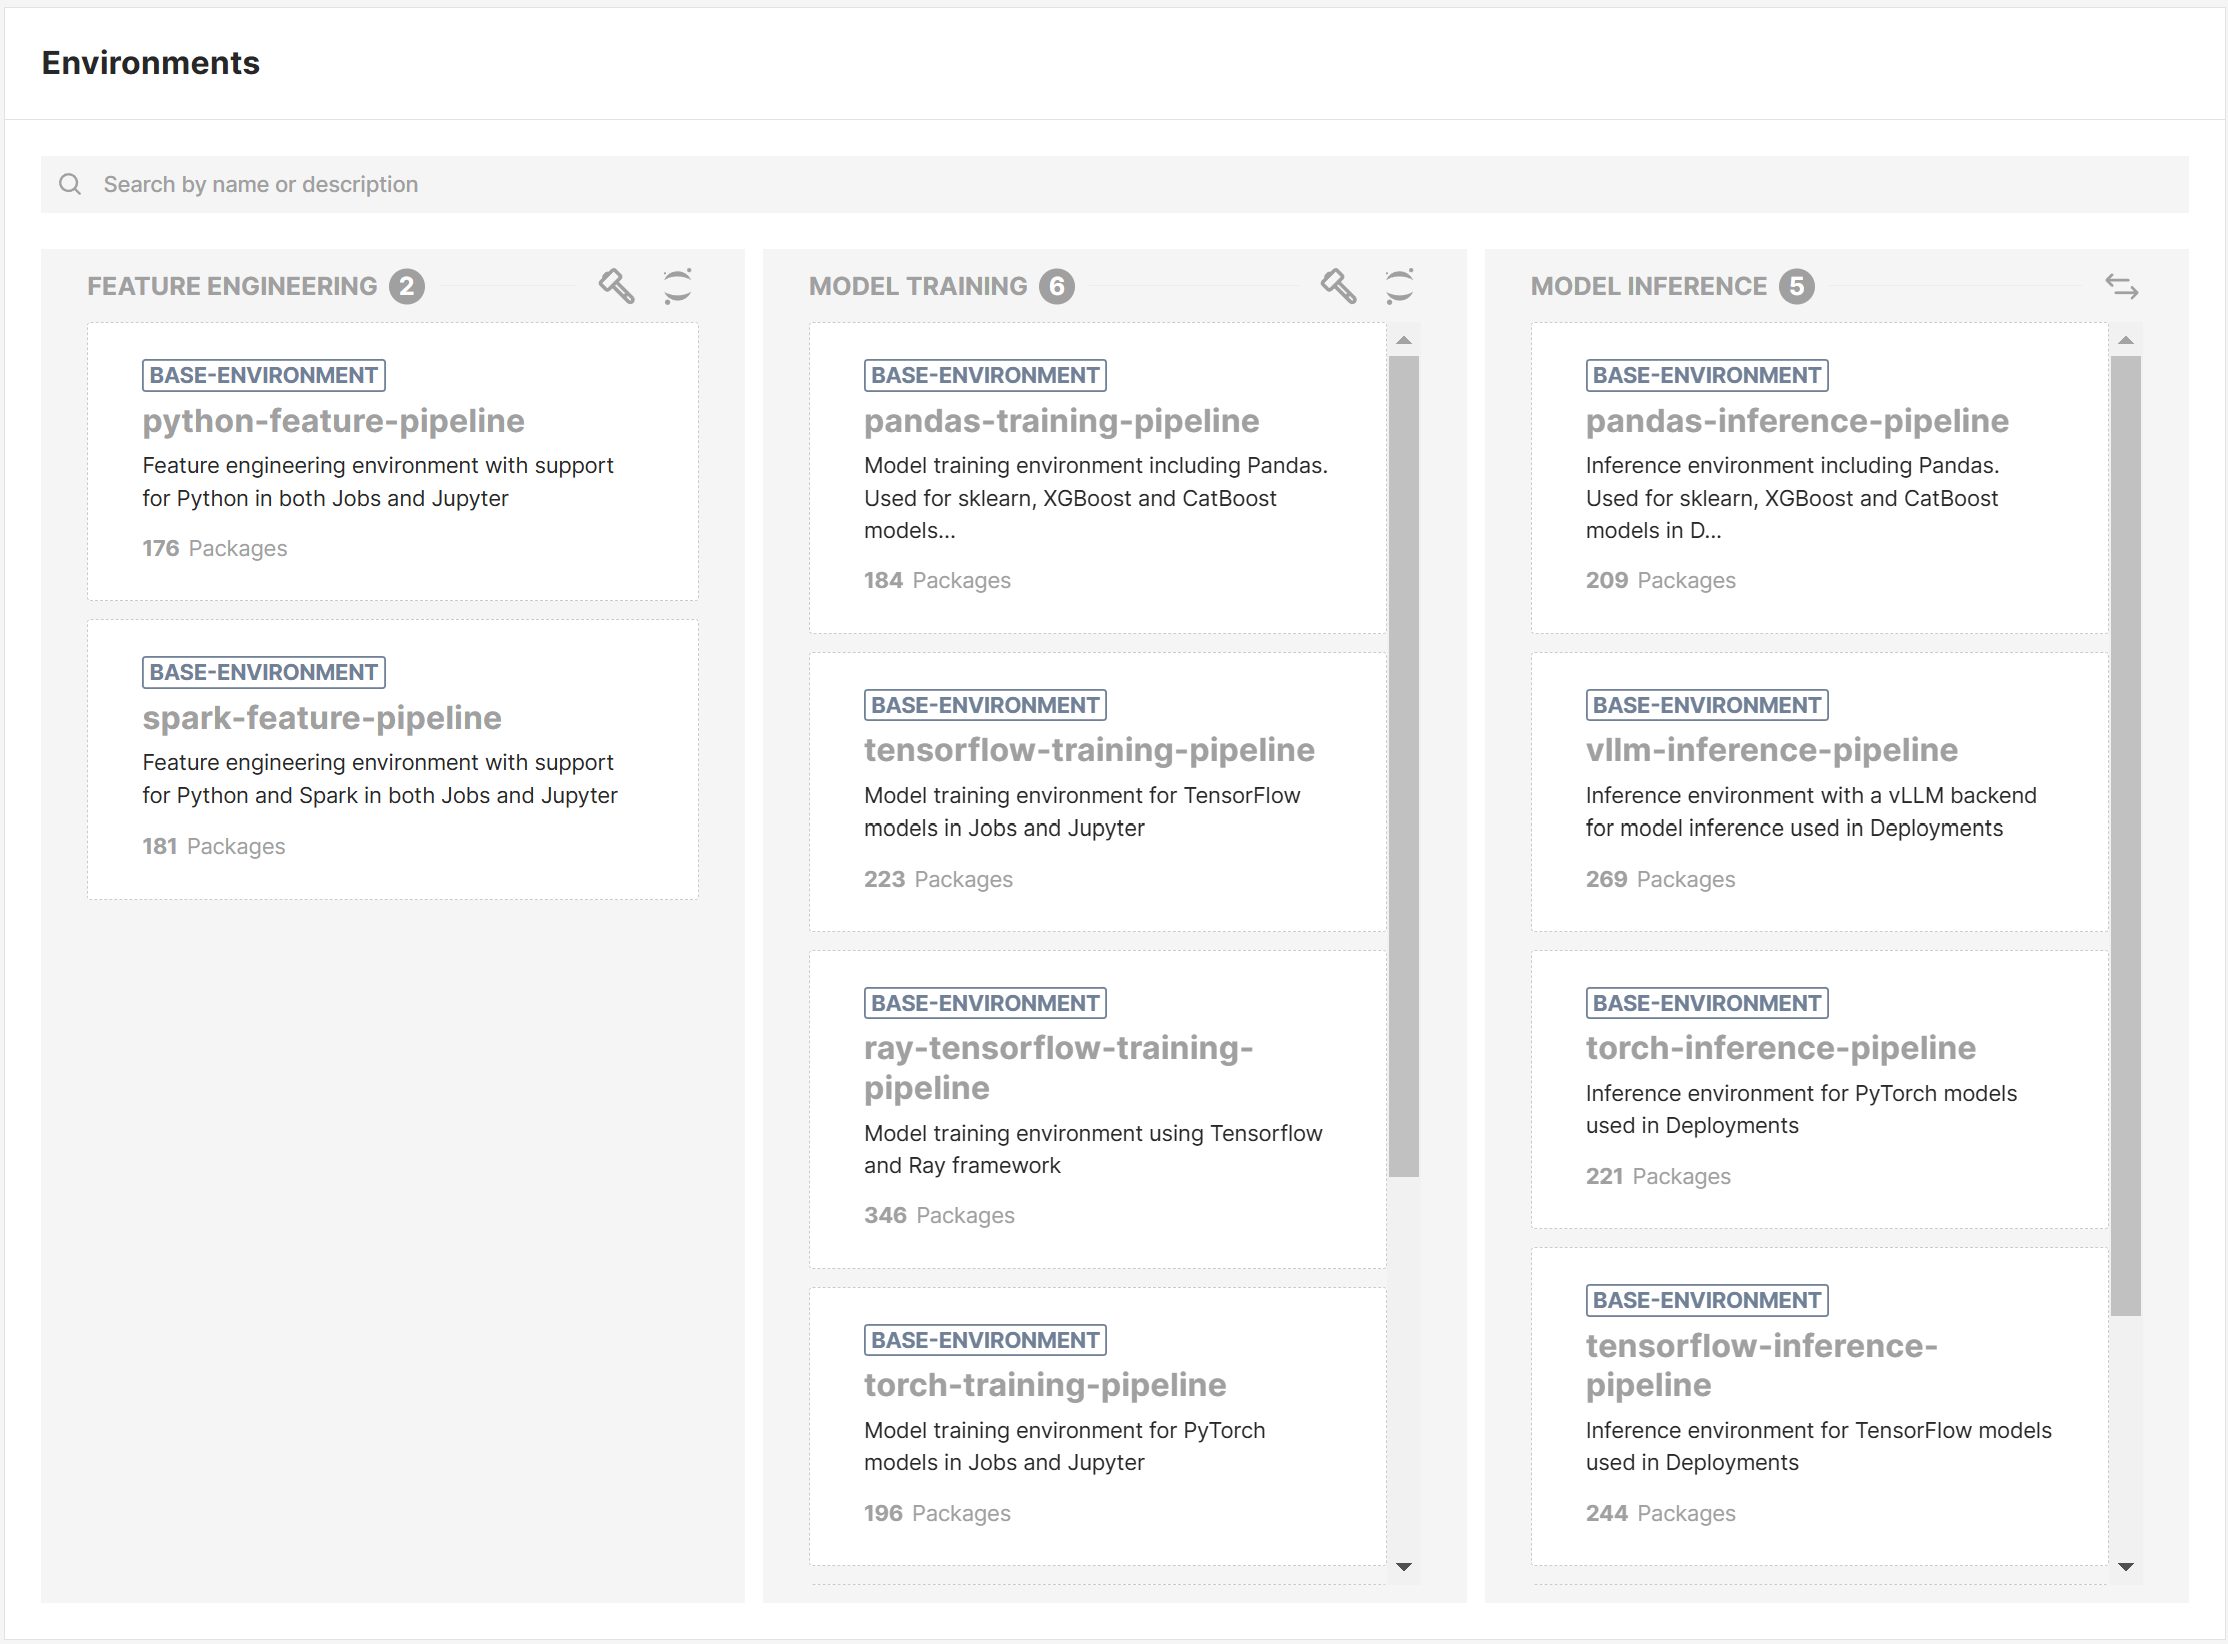 Environments
Search by name or description
FEATURE ENGINEERING 2
BASE-ENVIRONMENT
python-feature-pipeline
Feature engineering environment with support
for Python in both Jobs and Jupyter
176 Packages
BASE-ENVIRONMENT
spark-feature-pipeline
Feature engineering environment with support
for Python and Spark in both Jobs and Jupyter
181 Packages
MODEL TRAINING 6
BASE-ENVIRONMENT
pandas-training-pipeline
Model training environment including Pandas.
Used for sklearn, XGBoost and CatBoost
models...
184 Packages
BASE-ENVIRONMENT
tensorflow-training-pipeline
Model training environment for TensorFlow
models in Jobs and Jupyter
223 Packages
BASE-ENVIRONMENT
ray-tensorflow-training-
pipeline
Model training environment using Tensorflow
and Ray framework
346 Packages
BASE-ENVIRONMENT
torch-training-pipeline
Model training environment for PyTorch
models in Jobs and Jupyter
196 Packages
MODEL INFERENCE 5
BASE-ENVIRONMENT
pandas-inference-pipeline
Inference environment including Pandas.
Used for sklearn, XGBoost and CatBoost
models in D...
209 Packages
BASE-ENVIRONMENT
vllm-inference-pipeline
Inference environment with a vLLM backend
for model inference used in Deployments
269 Packages
BASE-ENVIRONMENT
torch-inference-pipeline
Inference environment for PyTorch models
used in Deployments
221 Packages
BASE-ENVIRONMENT
tensorflow-inference-
pipeline
Inference environment for TensorFlow models
used in Deployments
244 Packages